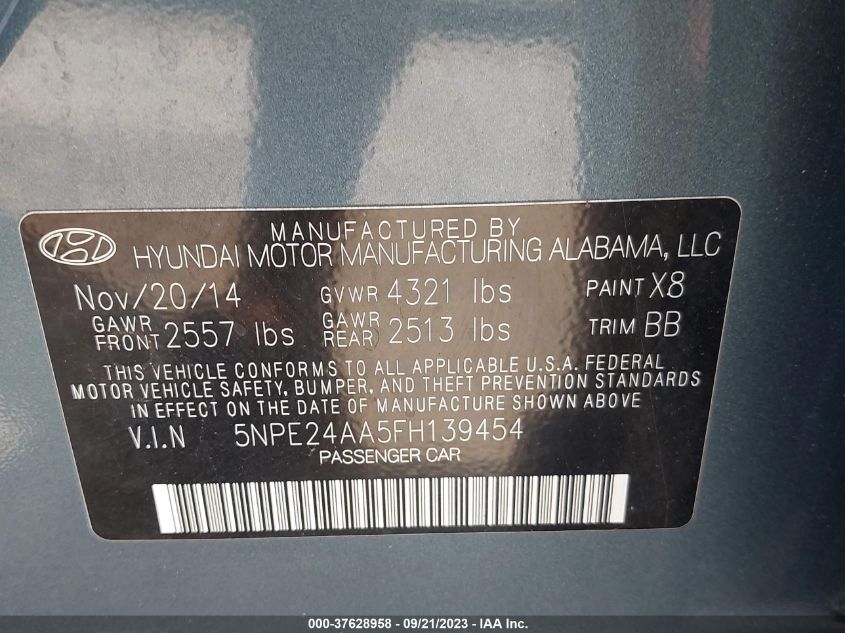 MANUFACTURED BY
HYUNDAI MOTOR MANUFACTURING ALABAMA, LLC
Nov/20/14 GVWR 4321 lbs PAINT X8
GAWR FRONT 2557 lbs GAWR REAR 2513 lbs TRIM BB
THIS VEHICLE CONFORMS TO ALL APPLICABLE U.S.A. FEDERAL
MOTOR VEHICLE SAFETY, BUMPER, AND THEFT PREVENTION STANDARDS
IN EFFECT ON THE DATE OF MANUFACTURE SHOWN ABOVE
V.I.N 5NPE24AA5FH139454
PASSENGER CAR
000-37628958 - 09/21/2023 - © IAA, Inc.